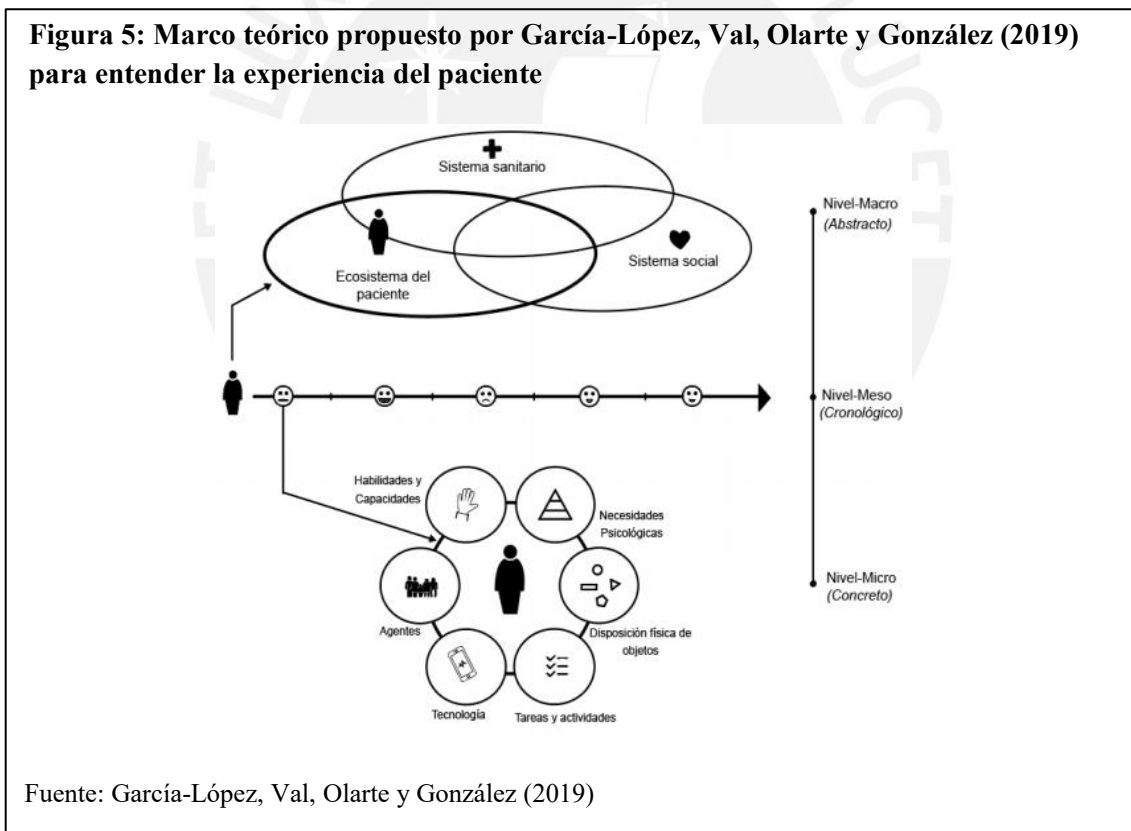 Figura 5: Marco teórico propuesto por García-López, Val, Olarte y González (2019)
para entender la experiencia del paciente
Sistema sanitario
Nivel-Macro
(Abstracto)
Sistema social
Ecosistema del
paciente
Nivel-Meso
(Cronológico)
Habilidades y
Capacidades
Necesidades
Psicológicas
Nivel-Micro
(Concreto)
Agentes
Disposición física de
objetos
Tecnología
Tareas y actividades
Fuente: García-López, Val, Olarte y González (2019)